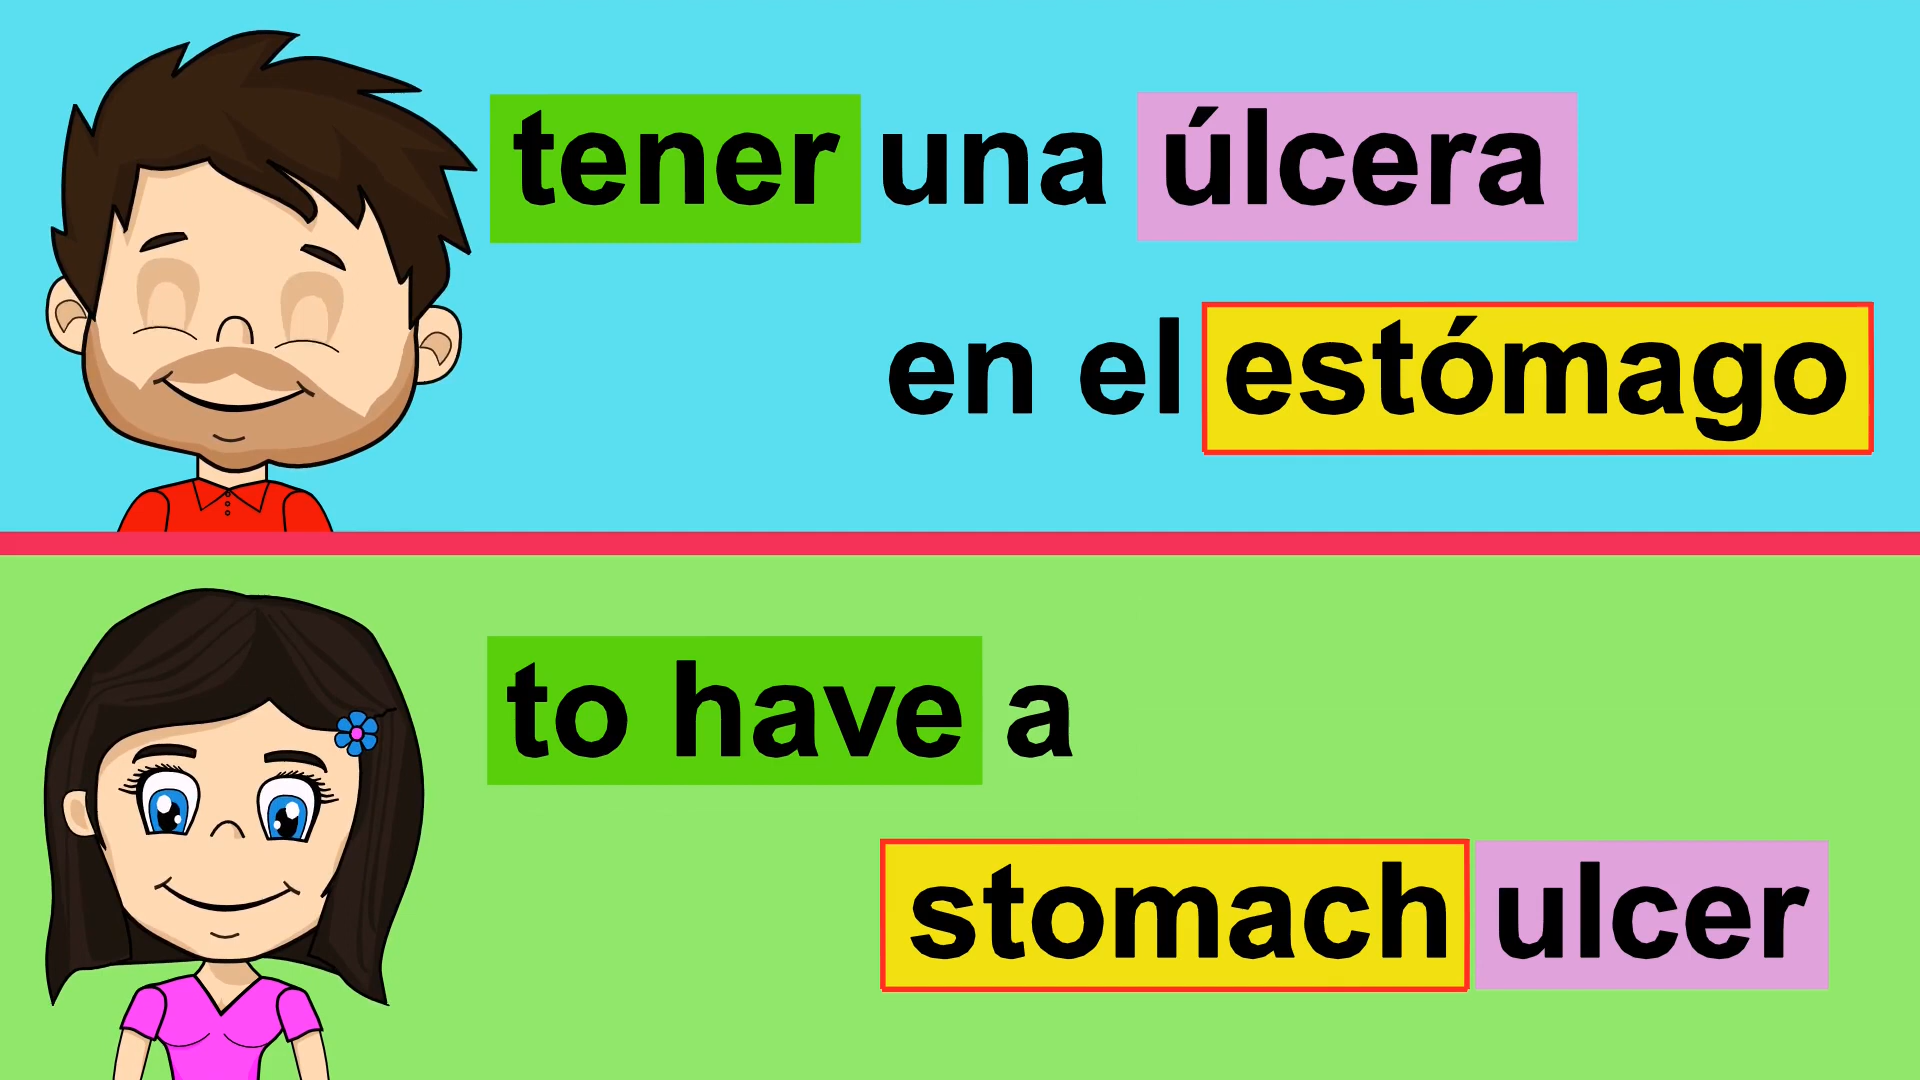 tener una úlcera
en el estómago
to have a
stomach ulcer